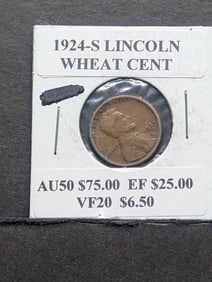 1924-S LINCOLN
WHEAT CENT
AU50 $75.00 EF $25.00
VF20 $6.50